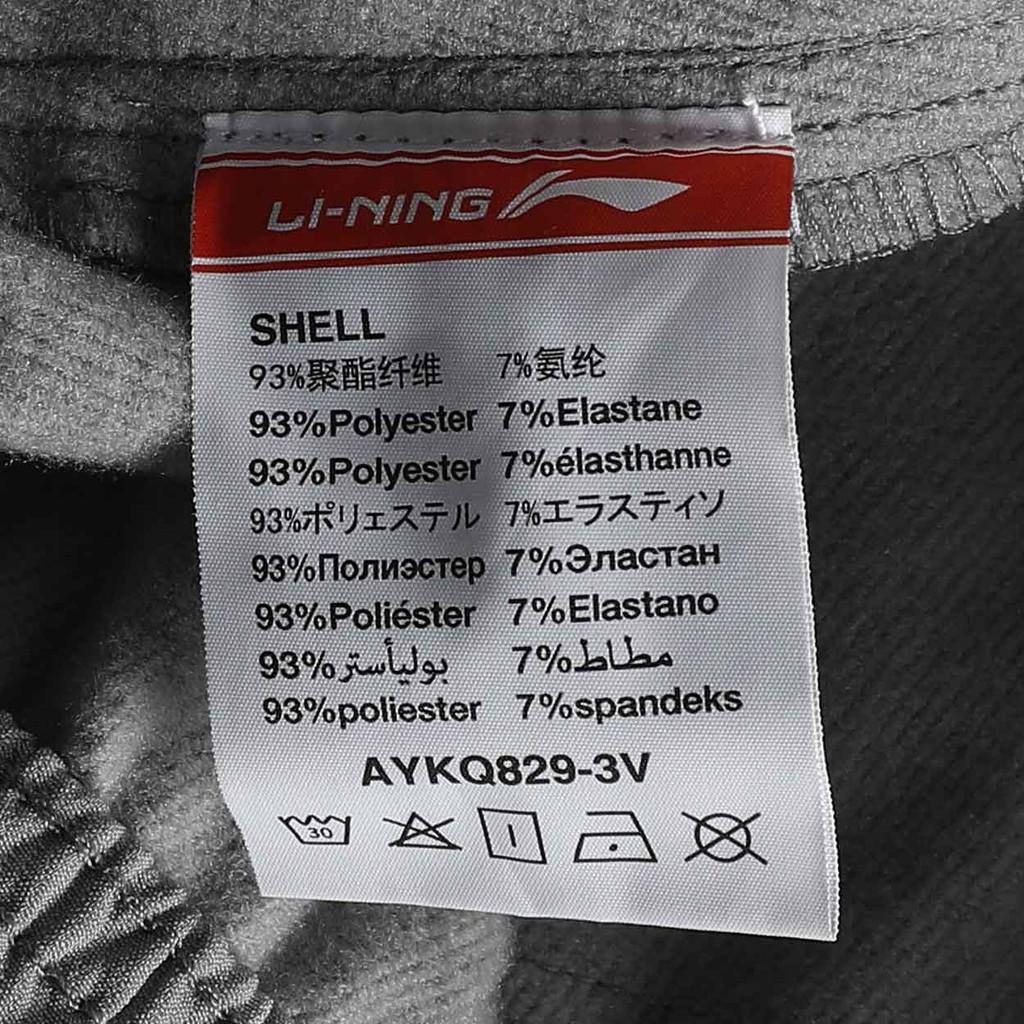 LI-NING
SHELL
93%聚酯纤维 7%氨纶
93%Polyester 7%Elastane
93%Polyester 7%élasthanne
93%ポリェステル 7%エラスティソ
93%Полиэстер 7%Эластан
93%Poliéster 7%Elastano
93%بوليأستر 7%مطاط
93%poliester 7%spandeks
AYKQ829-3V
30